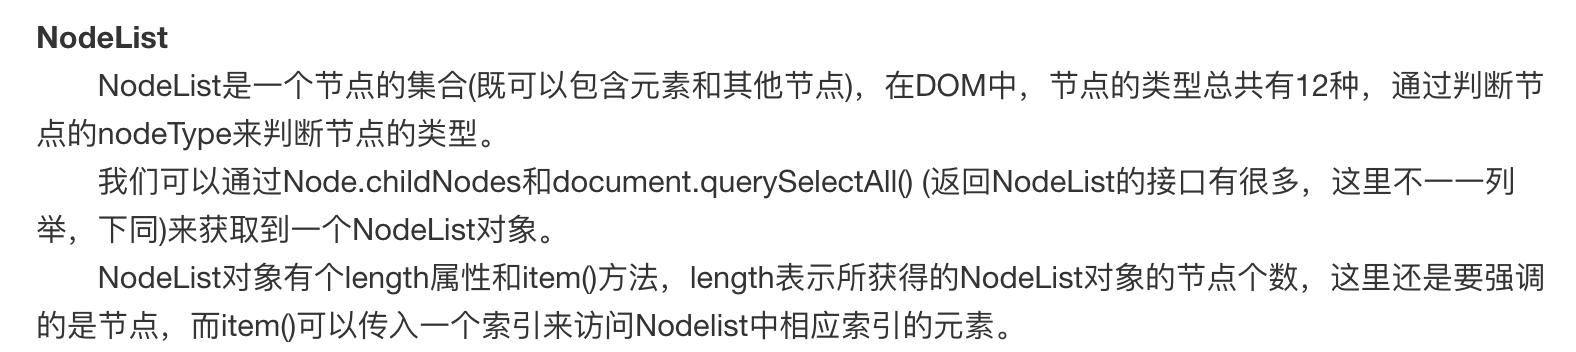 NodeList
NodeList是一个节点的集合(既可以包含元素和其他节点)，在DOM中，节点的类型总共有12种，通过判断节
点的nodeType来判断节点的类型。
我们可以通过Node.childNodes和document.querySelectAll() (返回NodeList的接口有很多，这里不一一列
举，下同)来获取到一个NodeList对象。
NodeList对象有个length属性和item()方法，length表示所获得的NodeList对象的节点个数，这里还是要强调
的是节点，而item()可以传入一个索引来访问Nodelist中相应索引的元素。